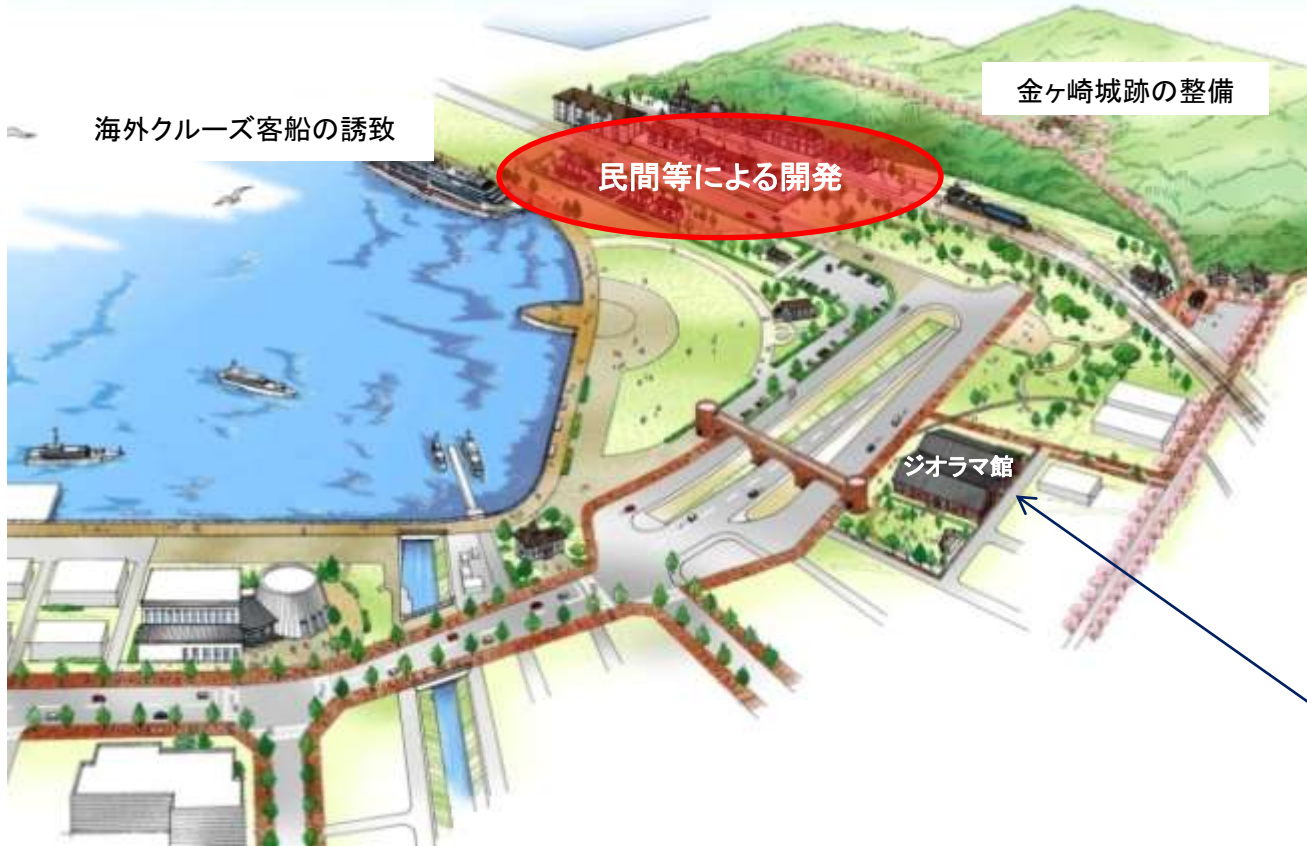 海外クルーズ客船の誘致
金ヶ崎城跡の整備
民間等による開発
ジオラマ館